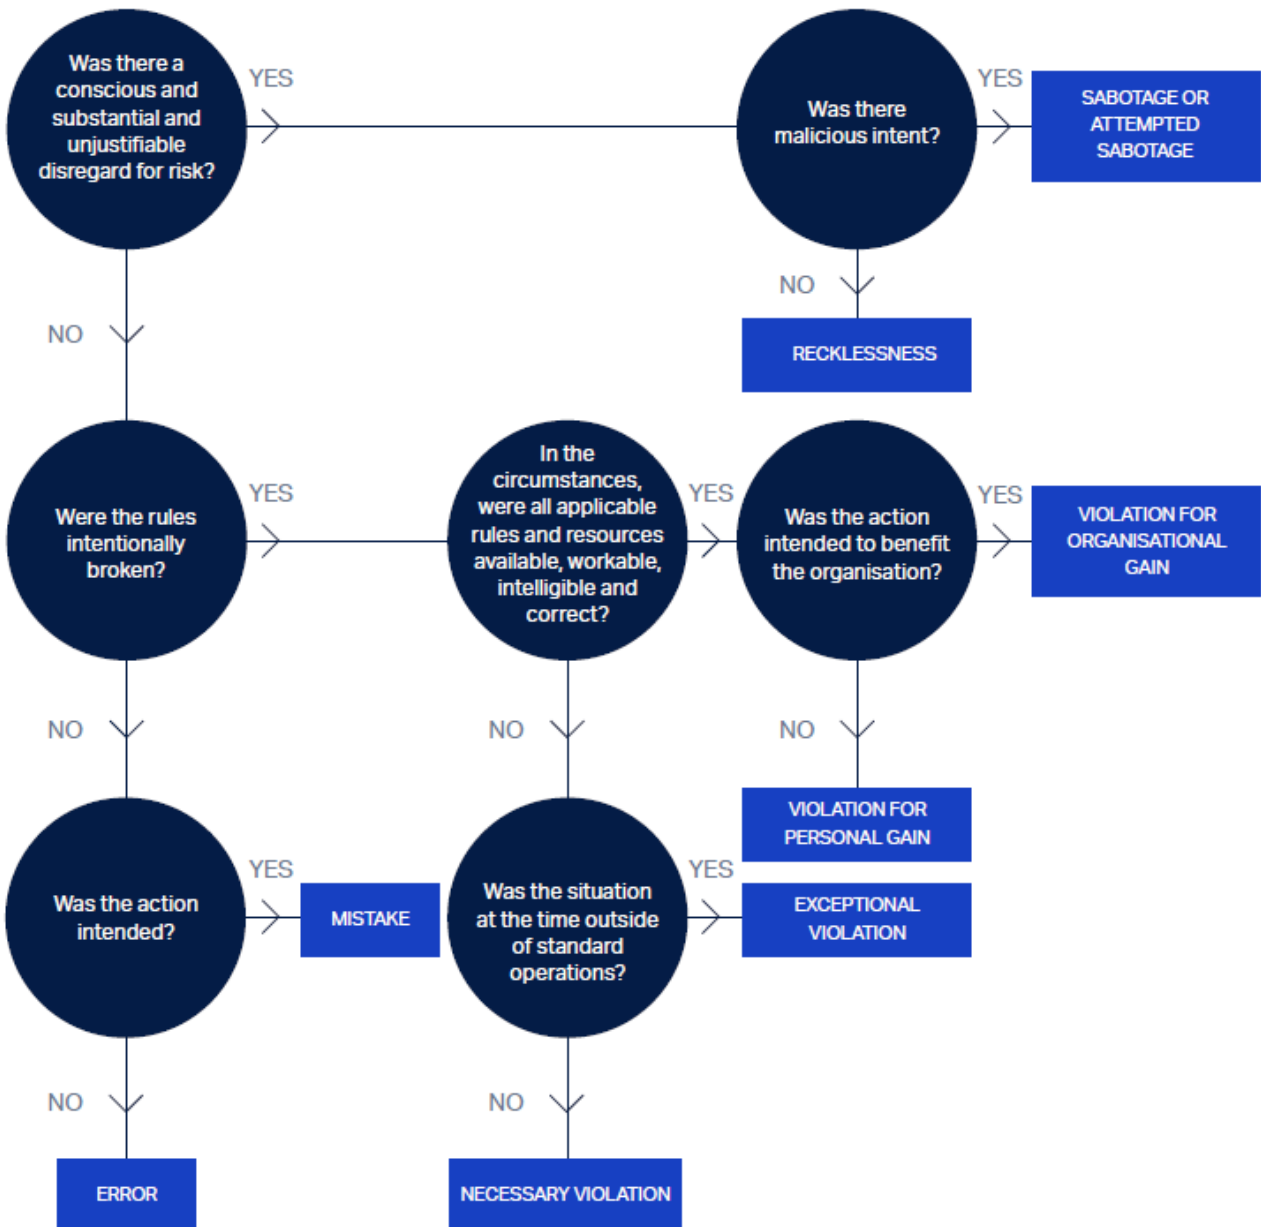 Was there a
conscious and
substantial and
unjustifiable
disregard for risk?
YES
Was there
malicious intent?
YES
SABOTAGE OR
ATTEMPTED
SABOTAGE
NO
RECKLESSNESS
NO
Were the rules
intentionally
broken?
YES
In the
circumstances,
were all applicable
rules and resources
available, workable,
intelligible and
correct?
YES
Was the action
intended to benefit
the organisation?
YES
VIOLATION FOR
ORGANISATIONAL
GAIN
NO
NO
NO
VIOLATION FOR
PERSONAL GAIN
Was the action
intended?
YES
MISTAKE
Was the situation
at the time outside
of standard
operations?
YES
EXCEPTIONAL
VIOLATION
NO
NO
ERROR
NECESSARY VIOLATION